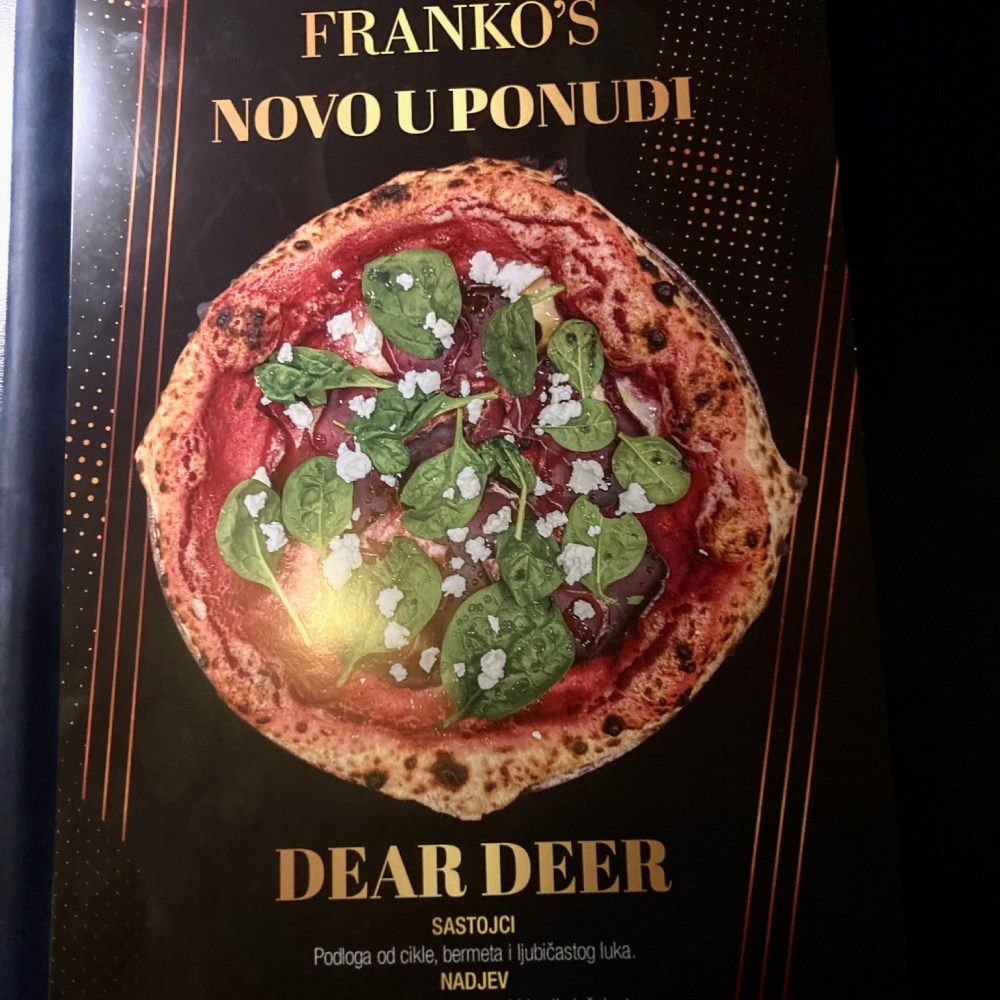 FRANKO'S
NOVO U PONUDI
DEAR DEER
SASTOJCI
Podloga od cikle, bermeta i ljubičastog luka.
NADJEV